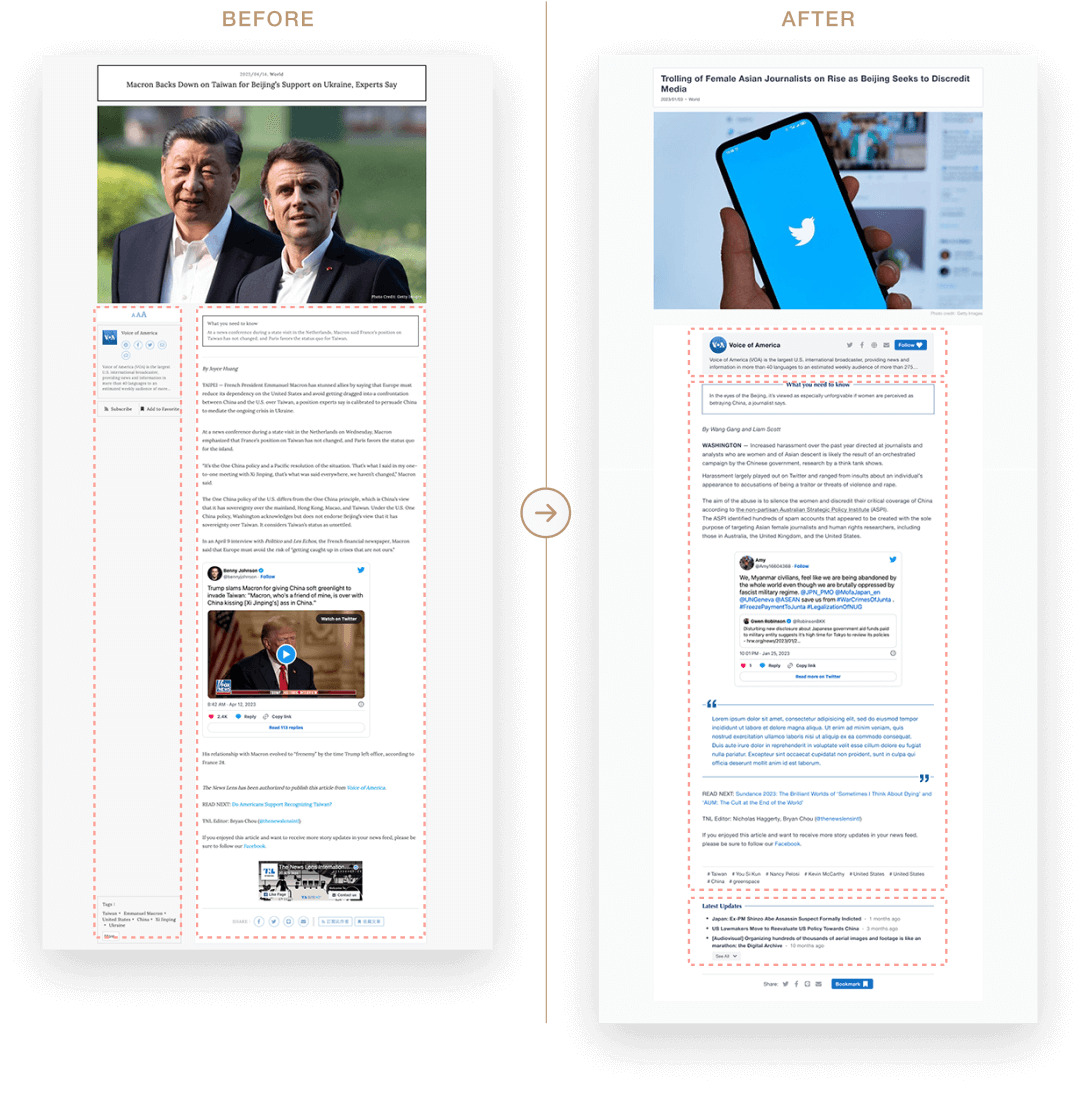 BEFORE
2023/04/14, World
Macron Backs Down on Taiwan for Beijing's Support on Ukraine, Experts Say
Photo Credit: Getty Images
AAA
VOA
Voice of America
Voice of America (VOA) is the largest U.S. international broadcaster, providing news and information in more than 40 languages to an estimated weekly audience of more...
Subscribe
Add to Favorite
Tags :
Taiwan
Emmanuel Macron
United States
China
Xi Jinping
Ukraine
What you need to know
At a news conference during a state visit in the Netherlands, Macron said France's position on
Taiwan has not changed, and Paris favors the status quo for Taiwan.
By Joyce Huang
TAIPEI — French President Emmanuel Macron has stunned allies by saying that Europe must
reduce its dependency on the United States and avoid getting dragged into a confrontation
between China and the U.S. over Taiwan, a position experts say is calibrated to persuade China
to mediate the ongoing crisis in Ukraine.
At a news conference during a state visit in the Netherlands on Wednesday, Macron
emphasized that France's position on Taiwan has not changed, and Paris favors the status quo
for the island.
"It's the One China policy and a Pacific resolution of the situation. That's what I said in my one-
to-one meeting with Xi Jinping, that's what was said everywhere, we haven't changed," Macron
said.
The One China policy of the U.S. differs from the One China principle, which is China's view
that it has sovereignty over the mainland, Hong Kong, Macao, and Taiwan. Under the U.S. One
China policy, Washington acknowledges but does not endorse Beijing's view that it has
sovereignty over Taiwan. It considers Taiwan's status as unsettled.
In an April 9 interview with Politico and Les Echos, the French financial newspaper, Macron
said that Europe must avoid the risk of "getting caught up in crises that are not ours."
Benny Johnson
@bennyjohnson · Follow
Trump slams Macron for giving China soft greenlight to
invade Taiwan: "Macron, who's a friend of mine, is over with
China kissing [Xi Jinping's] ass in China."
Watch on Twitter
FOX
NEWS
8:42 AM · Apr 12, 2023
2.4K
Reply
Copy link
Read 113 replies
His relationship with Macron evolved to "frenemy" by the time Trump left office, according to
France 24.
The News Lens has been authorized to publish this article from Voice of America.
READ NEXT: Do Americans Support Recognizing Taiwan?
TNL Editor: Bryan Chou (@thenewslensintl)
If you enjoyed this article and want to receive more story updates in your news feed, please be
sure to follow our Facebook.
The News Lens Internation...
Like Page
Contact us
SHARE :
AFTER
Trolling of Female Asian Journalists on Rise as Beijing Seeks to Discredit
Media
2023/01/03 · World
Photo credit: Getty Images
VOA
Voice of America
Follow
Voice of America (VOA) is the largest U.S. international broadcaster, providing news and
information in more than 40 languages to an estimated weekly audience of more than 275...
What you need to know
In the eyes of the Beijing, it's viewed as especially unforgivable if women are perceived as
betraying China, a journalist says.
By Wang Gang and Liam Scott
WASHINGTON — Increased harassment over the past year directed at journalists and
analysts who are women and of Asian descent is likely the result of an orchestrated
campaign by the Chinese government, research by a think tank shows.
Harassment largely played out on Twitter and ranged from insults about an individual's
appearance to accusations of being a traitor or threats of violence and rape.
The aim of the abuse is to silence the women and discredit their critical coverage of China
according to the non-partisan Australian Strategic Policy Institute (ASPI).
The ASPI identified hundreds of spam accounts that appeared to be created with the sole
purpose of targeting Asian female journalists and human rights researchers, including
those in Australia, the United Kingdom, and the United States.
Amy
@Amy16604368 · Follow
We, Myanmar civilians, feel like we are being abandoned by
the whole world even though we are brutally oppressed by
fascist military regime. @JPN_PMO @MofaJapan_en
@UNGeneva @ASEAN save us from #WarCrimesOfJunta .
#FreezePaymentToJunta #LegalizationOfNUG
Gwen Robinson
Disturbing new disclosure about Japanese government aid funds paid
to military entity suggests it's high time for Tokyo to review its policies
- hrw.org/news/2023/01/2...
10:01 PM · Jan 25, 2023
1
Reply
Copy link
Read more on Twitter
Lorem ipsum dolor sit amet, consectetur adipisicing elit, sed do eiusmod tempor
incididunt ut labore et dolore magna aliqua. Ut enim ad minim veniam, quis
nostrud exercitation ullamco laboris nisi ut aliquip ex ea commodo consequat.
Duis aute irure dolor in reprehenderit in voluptate velit esse cillum dolore eu fugiat
nulla pariatur. Excepteur sint occaecat cupidatat non proident, sunt in culpa qui
officia deserunt mollit anim id est laborum.
READ NEXT: Sundance 2023: The Brilliant Worlds of 'Sometimes I Think About Dying' and
'AUM: The Cult at the End of the World'
TNL Editor: Nicholas Haggerty, Bryan Chou (@thenewslensintl)
If you enjoyed this article and want to receive more story updates in your news feed,
please be sure to follow our Facebook.
# Taiwan # You Si-Kun # Nancy Pelosi # Kevin McCarthy # United States # United States
# China # greenspace
Latest Updates
Japan: Ex-PM Shinzo Abe Assassin Suspect Formally Indicted - 1 months ago
US Lawmakers Move to Reevaluate US Policy Towards China - 3 months ago
[Audiovisual] Organizing hundreds of thousands of aerial images and footage is like an
marathon: the Digital Archive - 10 months ago
See All
Share:
Bookmark